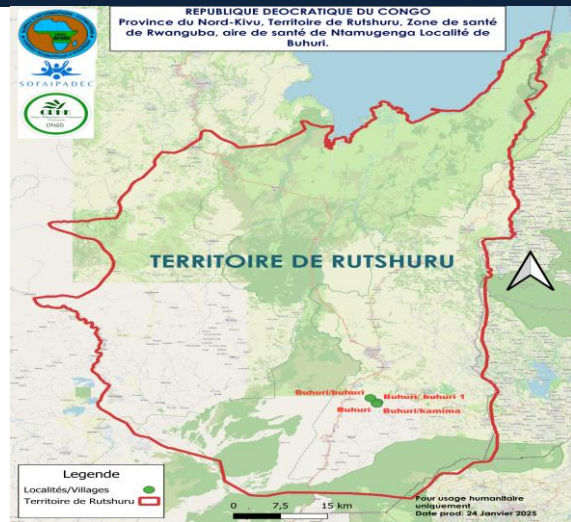 REPUBLIQUE DEOCRATIQUE DU CONGO
Province du Nord-Kivu, Territoire de Rutshuru, Zone de santé
de Rwanguba, aire de santé de Ntamugenga Localité de
Buhuri.
SOFAIPADEC
ONGD
TERRITOIRE DE RUTSHURU
Buhuri/buhuri
Buhuri/ buhuri 1
Buhuri
Buhuri/kamima
Legende
Localités/Villages
Territoire de Rutshuru
0 7,5 15 km
Pour usage humanitaire
uniquement.
Date prod: 24 Janvier 2025